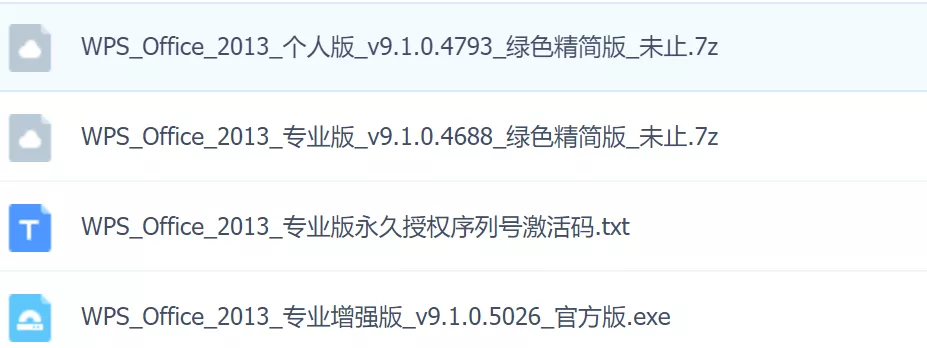 WPS_Office_2013_个人版_v9.1.0.4793_绿色精简版_未止.7z
WPS_Office_2013_专业版_v9.1.0.4688_绿色精简版_未止.7z
WPS_Office_2013_专业版永久授权序列号激活码.txt
WPS_Office_2013_专业增强版_v9.1.0.5026_官方版.exe